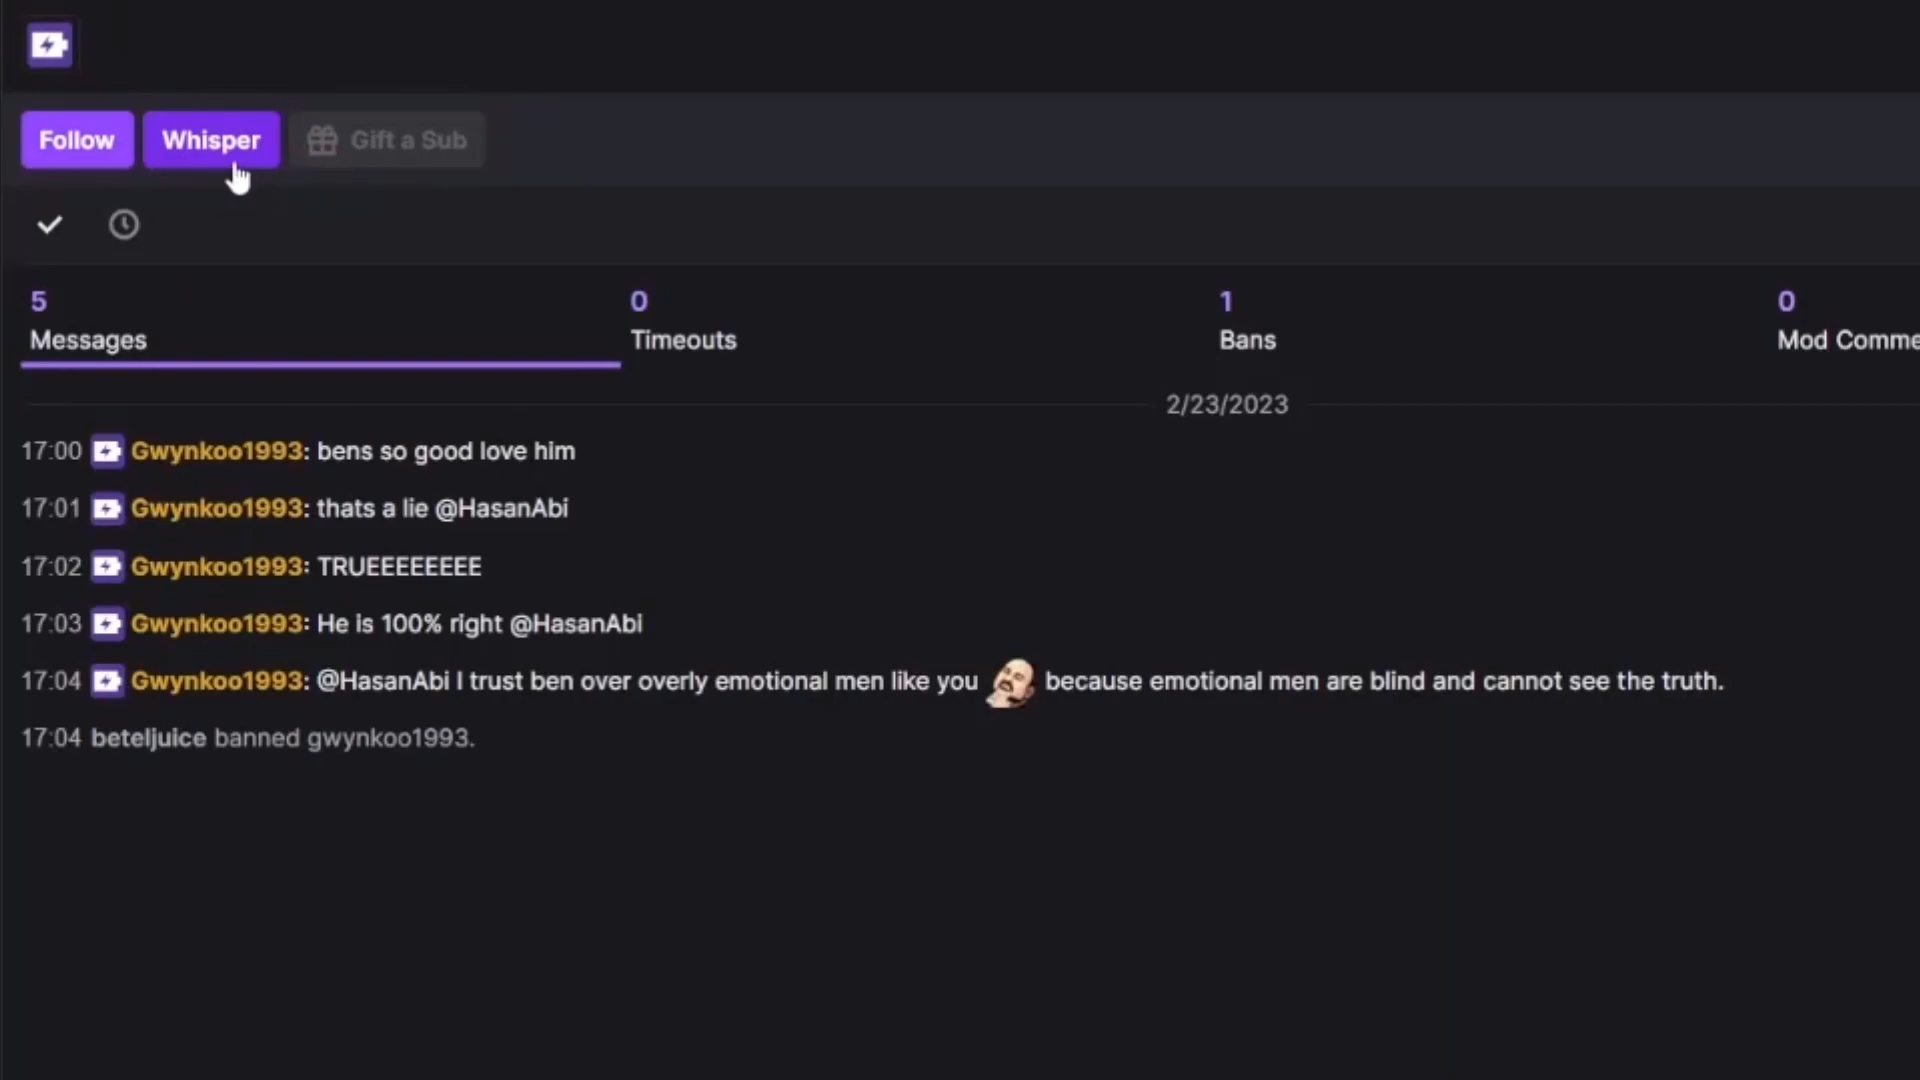 Follow Whisper Gift a Sub
5 0 1 0
Messages Timeouts Bans Mod Comme
2/23/2023
17:00 Gwynkoo1993: bens so good love him
17:01 Gwynkoo1993: thats a lie @HasanAbi
17:02 Gwynkoo1993: TRUEEEEEEEE
17:03 Gwynkoo1993: He is 100% right @HasanAbi
17:04 Gwynkoo1993: @HasanAbi I trust ben over overly emotional men like you because emotional men are blind and cannot see the truth.
17:04 beteljuice banned gwynkoo1993.